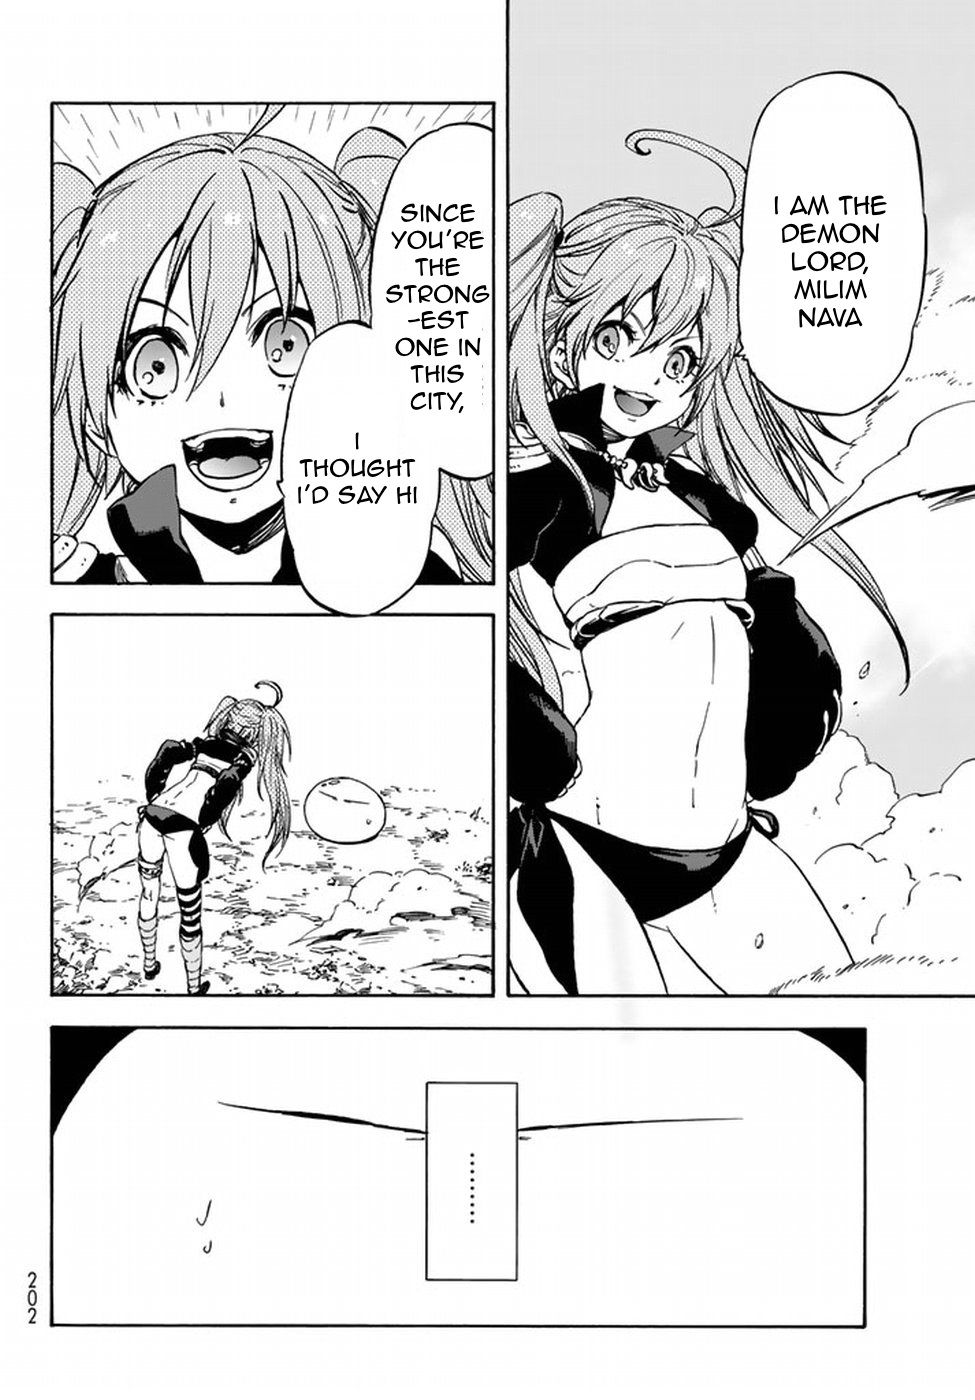 I AM THE
DEMON
LORD,
MILIM
NAVA
SINCE
YOU'RE
THE
STRONG
-EST
ONE IN
THIS
CITY,
I
THOUGHT
I'D SAY HI
.........
202